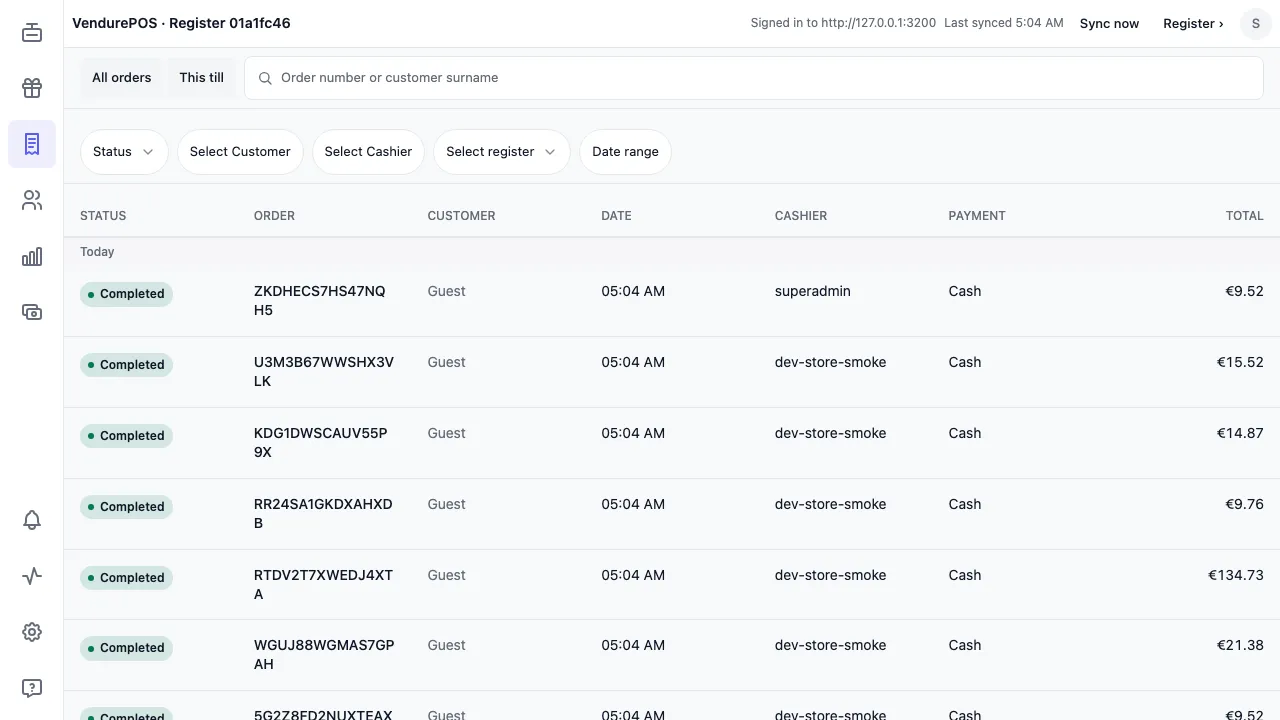 VendurePOS · Register 01a1fc46
Signed in to http://127.0.0.1:3200 Last synced 5:04 AM Sync now Register › S
All orders This till Order number or customer surname
Status Select Customer Select Cashier Select register Date range
STATUS ORDER CUSTOMER DATE CASHIER PAYMENT TOTAL
Today
Completed ZKDHECS7HS47NQ Guest 05:04 AM superadmin Cash €9.52
H5
Completed U3M3B67WWSHX3V Guest 05:04 AM dev-store-smoke Cash €15.52
LK
Completed KDG1DWSCAUV55P Guest 05:04 AM dev-store-smoke Cash €14.87
9X
Completed RR24SA1GKDXAHXD Guest 05:04 AM dev-store-smoke Cash €9.76
B
Completed RTDV2T7XWEDJ4XT Guest 05:04 AM dev-store-smoke Cash €134.73
A
Completed WGUJ88WGMAS7GP Guest 05:04 AM dev-store-smoke Cash €21.38
AH
Completed 5G2Z8FD2NUXTEAX Guest 05:04 AM dev-store-smoke Cash €9.52